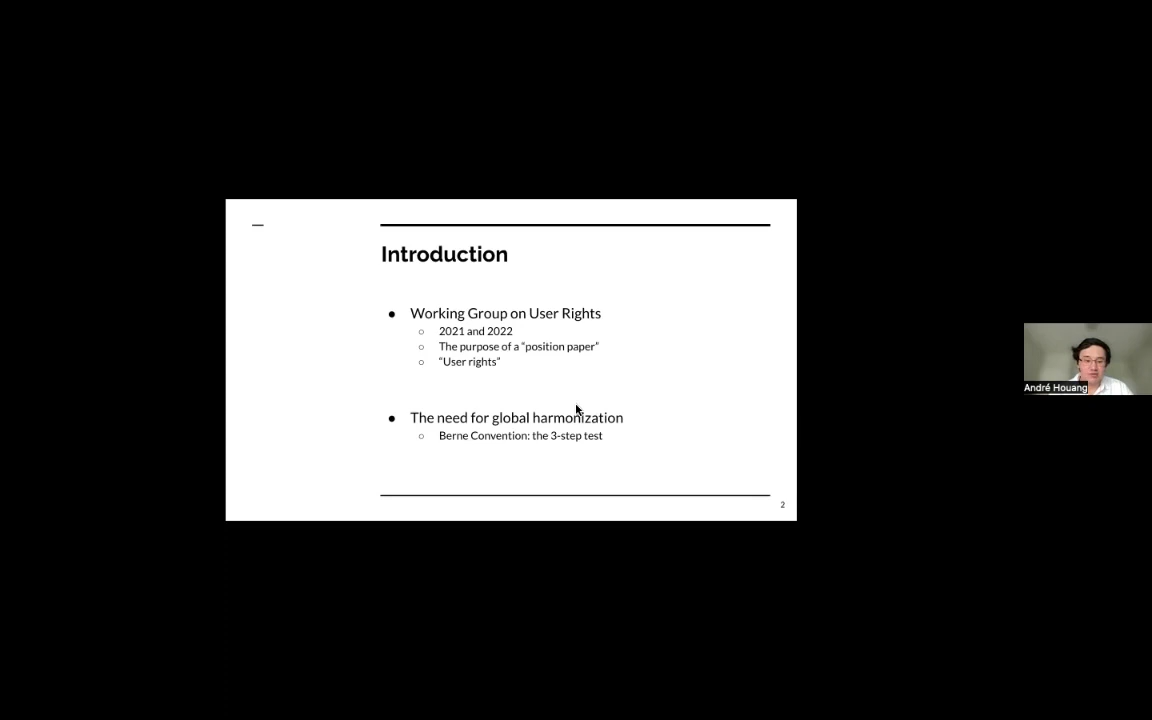 Introduction
● Working Group on User Rights
○ 2021 and 2022
○ The purpose of a “position paper”
○ “User rights”
● The need for global harmonization
○ Berne Convention: the 3-step test
2
André Houang